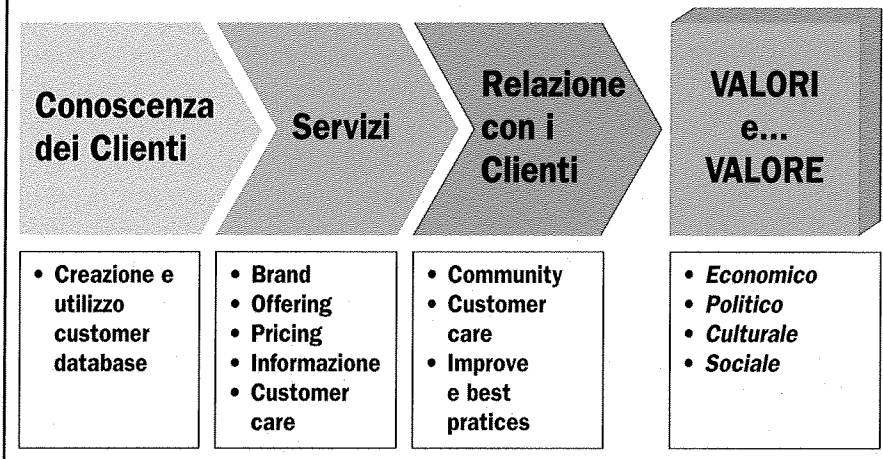 Conoscenza
dei Clienti
Servizi
Relazione
con i
Clienti
VALORI
e...
VALORE
• Creazione e
utilizzo
customer
database
• Brand
• Offering
• Pricing
• Informazione
• Customer
care
• Community
• Customer
care
• Improve
e best
pratices
• Economico
• Politico
• Culturale
• Sociale